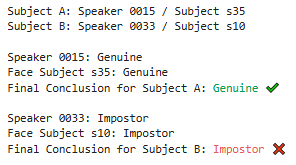 Subject A: Speaker 0015 / Subject s35
Subject B: Speaker 0033 / Subject s10
Speaker 0015: Genuine
Face Subject s35: Genuine
Final Conclusion for Subject A: Genuine ✔
Speaker 0033: Impostor
Face Subject s10: Impostor
Final Conclusion for Subject B: Impostor ❌